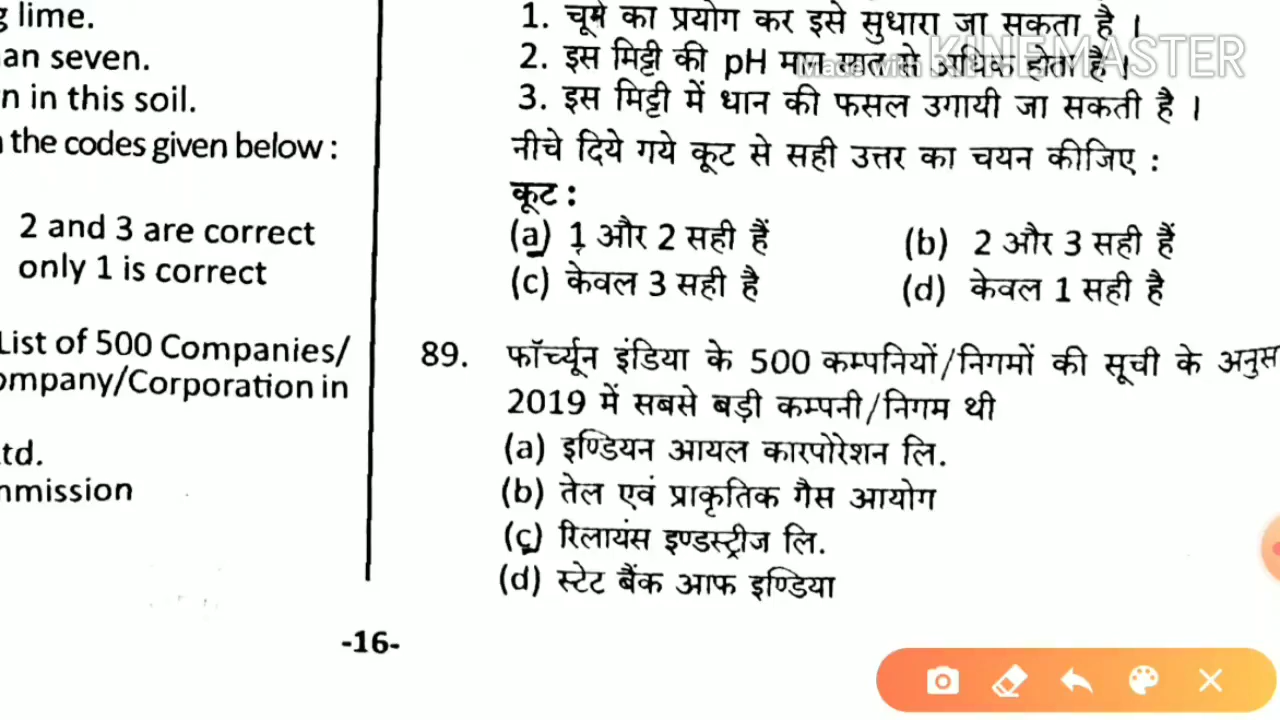 g lime.
an seven.
n in this soil.
the codes given below :
2 and 3 are correct
only 1 is correct
List of 500 Companies/
ompany/Corporation in
td.
mmission
1. चूने का प्रयोग कर इसे सुधारा जा सकता है ।
2. इस मिट्टी की pH मान सात से अधिक होता है ।
Made with KINEMASTER
3. इस मिट्टी में धान की फसल उगायी जा सकती है ।
नीचे दिये गये कूट से सही उत्तर का चयन कीजिए :
कूट :
(a) 1 और 2 सही हैं (b) 2 और 3 सही हैं
(c) केवल 3 सही है (d) केवल 1 सही है
89. फॉर्च्यून इंडिया के 500 कम्पनियों/निगमों की सूची के अनुस
2019 में सबसे बड़ी कम्पनी/निगम थी
(a) इण्डियन आयल कारपोरेशन लि.
(b) तेल एवं प्राकृतिक गैस आयोग
(c) रिलायंस इण्डस्ट्रीज लि.
(d) स्टेट बैंक आफ इण्डिया
-16-